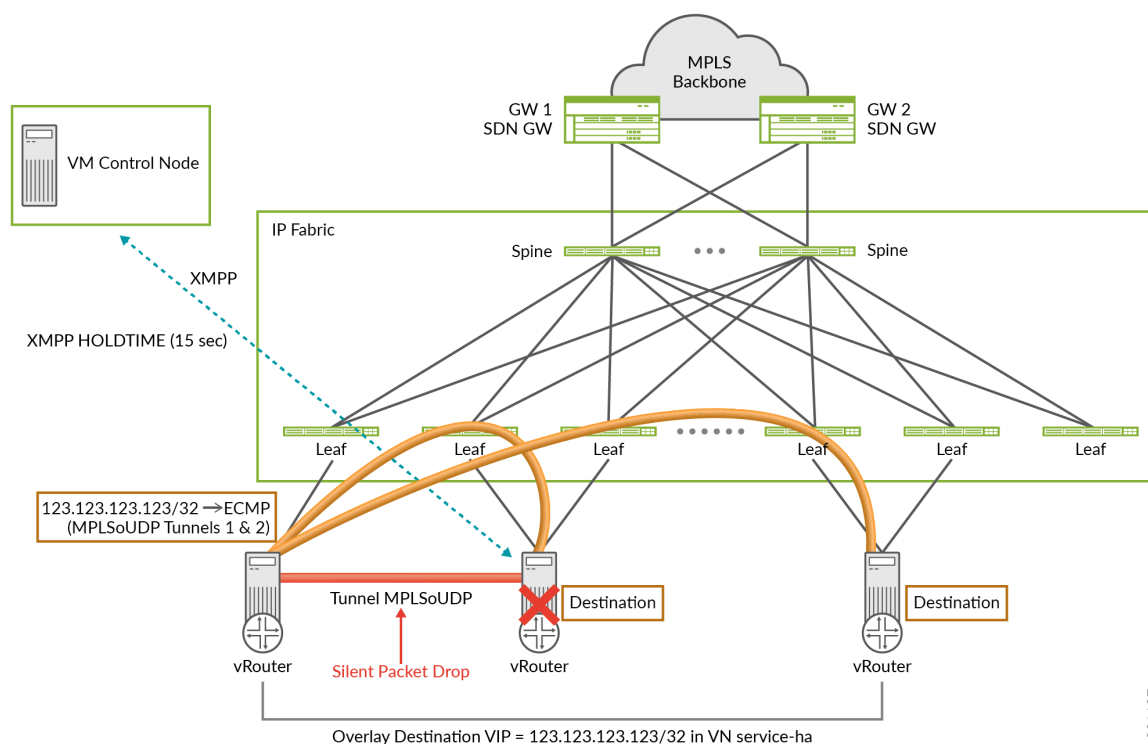 MPLS
Backbone
GW 1
SDN GW
GW 2
SDN GW
VM Control Node
IP Fabric
Spine
Spine
XMPP
XMPP HOLDTIME (15 sec)
Leaf
Leaf
Leaf
Leaf
Leaf
Leaf
123.123.123.123/32 → ECMP
(MPLSoUDP Tunnels 1 & 2)
Tunnel MPLSoUDP
Destination
Destination
vRouter
Silent Packet Drop
vRouter
vRouter
Overlay Destination VIP = 123.123.123.123/32 in VN service-ha